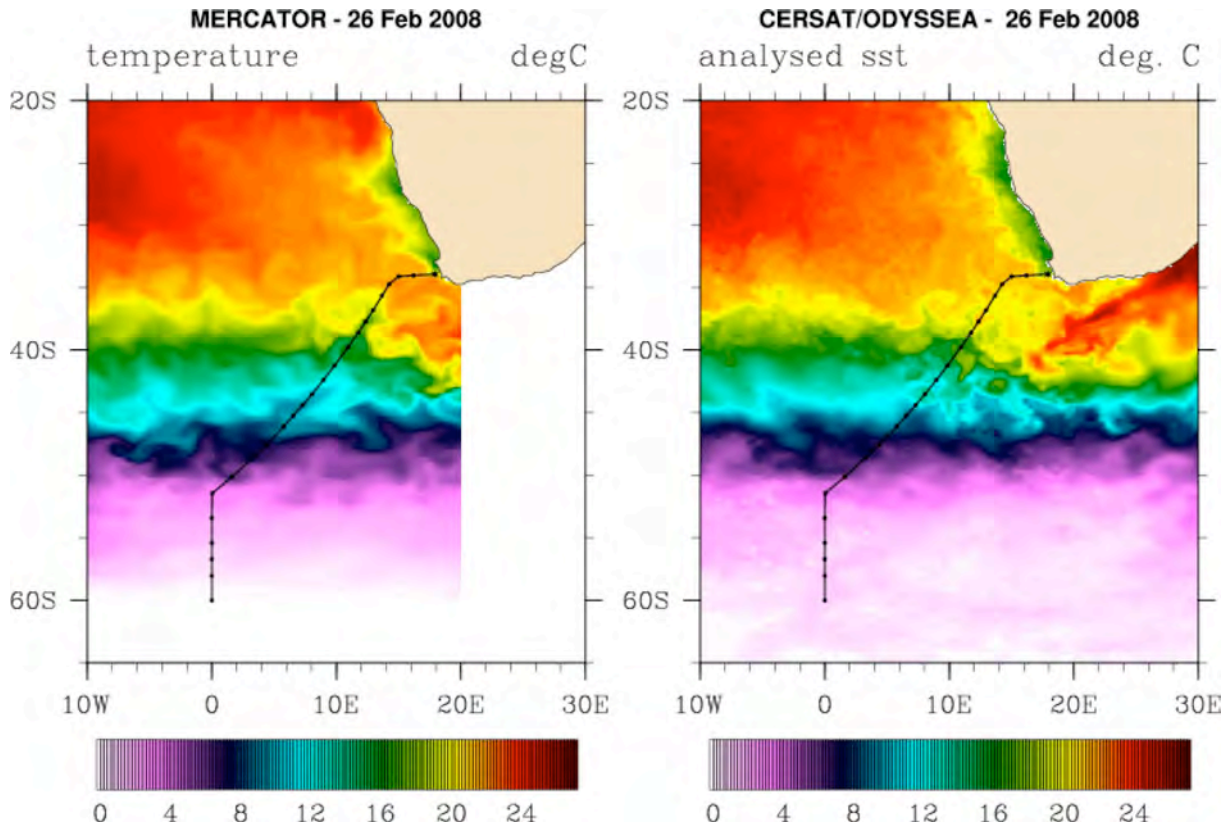 MERCATOR - 26 Feb 2008
temperature degC
20S
40S
60S
10W 0 10E 20E 30E
0 4 8 12 16 20 24
CERSAT/ODYSSEA - 26 Feb 2008
analysed sst deg. C
20S
40S
60S
10W 0 10E 20E 30E
0 4 8 12 16 20 24